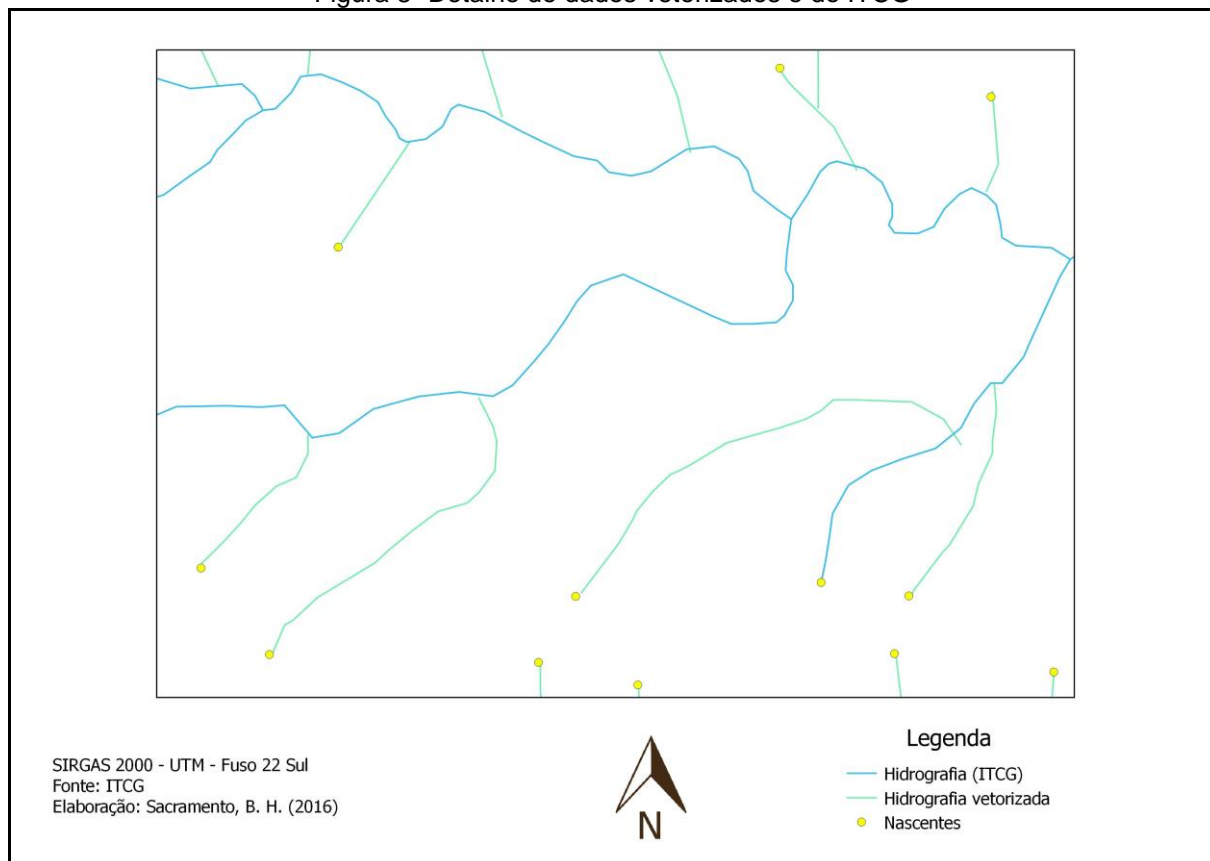 SIRGAS 2000 - UTM - Fuso 22 Sul
Fonte: ITCG
Elaboração: Sacramento, B. H. (2016)
N
Legenda
Hidrografia (ITCG)
Hidrografia vetorizada
Nascentes